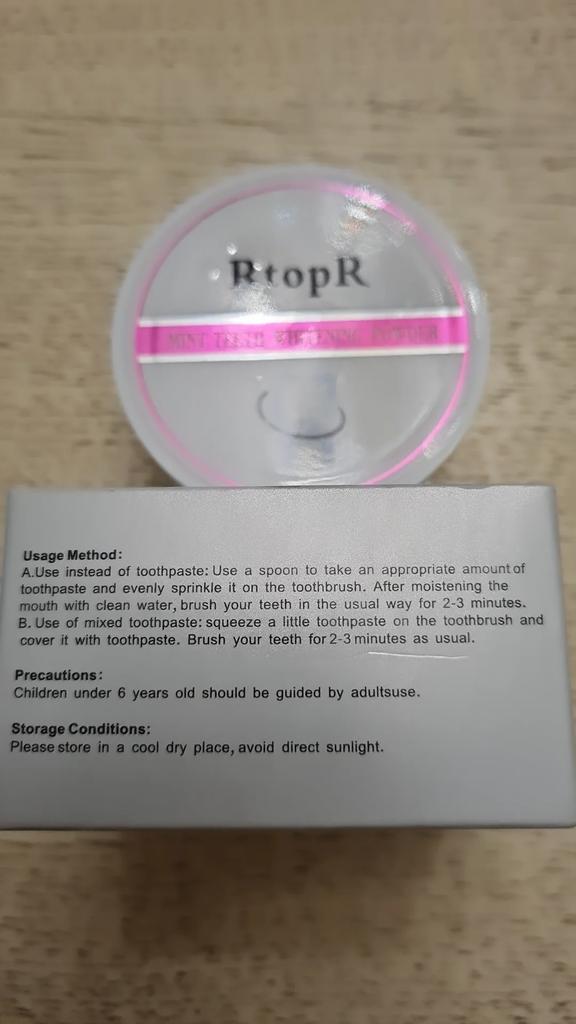 RtopR
MINT TEETH WHITENING POWDER
Usage Method:
A.Use instead of toothpaste: Use a spoon to take an appropriate amount of
toothpaste and evenly sprinkle it on the toothbrush. After moistening the
mouth with clean water, brush your teeth in the usual way for 2-3 minutes.
B. Use of mixed toothpaste: squeeze a little toothpaste on the toothbrush and
cover it with toothpaste. Brush your teeth for 2-3 minutes as usual.
Precautions:
Children under 6 years old should be guided by adultsuse.
Storage Conditions:
Please store in a cool dry place, avoid direct sunlight.